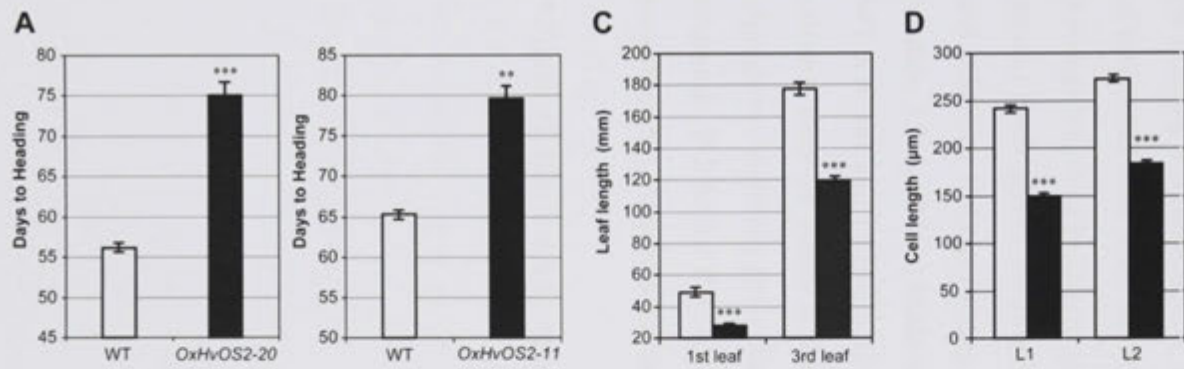 A
80
75
70
65
60
55
50
45
Days to Heading
***
WT
OxHvOS2-20
85
80
75
70
65
60
55
50
Days to Heading
**
WT
OxHvOS2-11
C
200
180
160
140
120
100
80
60
40
20
Leaf length (mm)
***
***
1st leaf
3rd leaf
D
300
250
200
150
100
50
0
Cell length (µm)
***
***
L1
L2